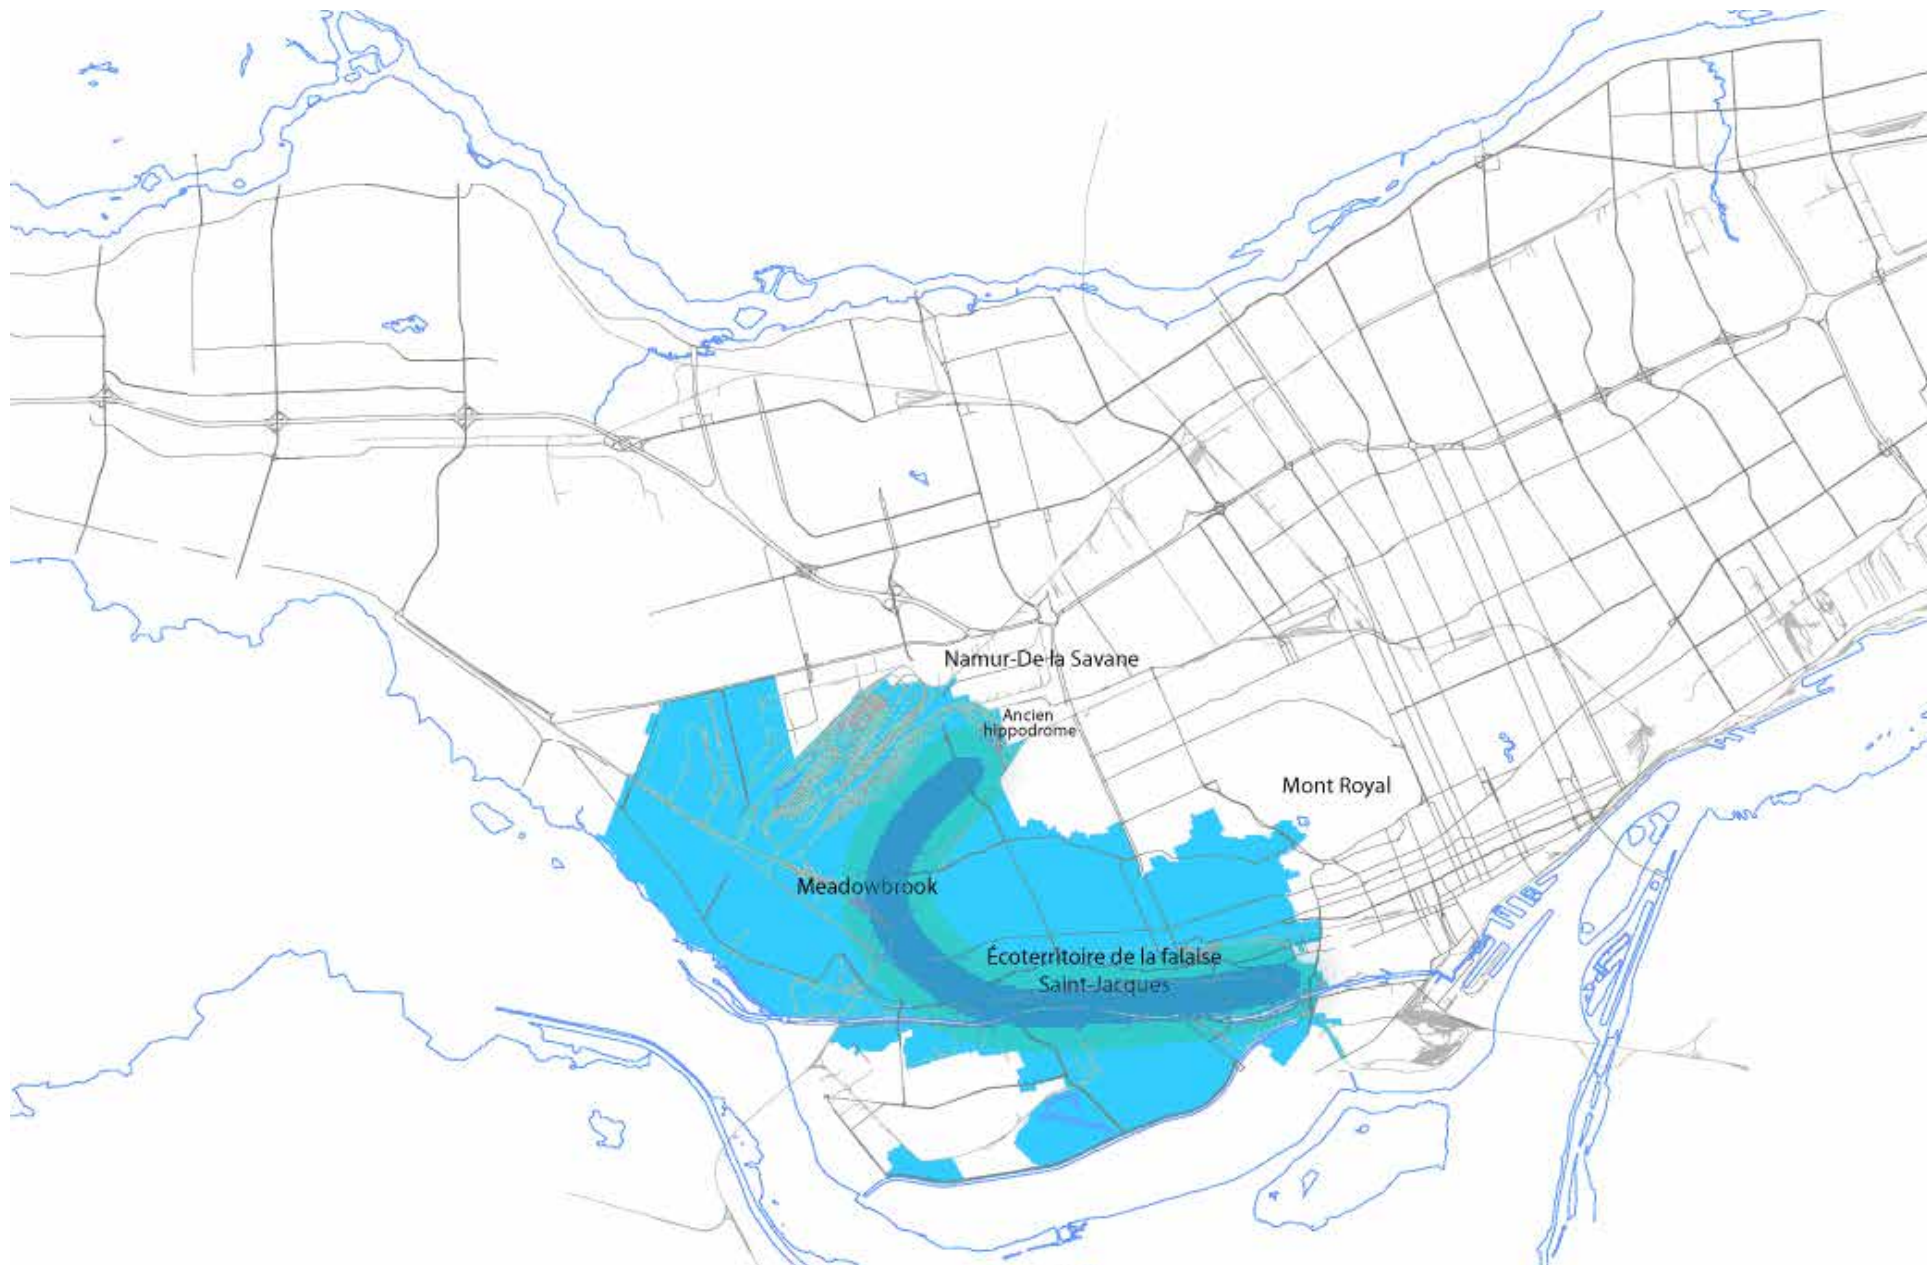 Namur-De la Savane
Ancien
hippodrome
Mont Royal
Meadowbrook
Écoterritoire de la falaise
Saint-Jacques